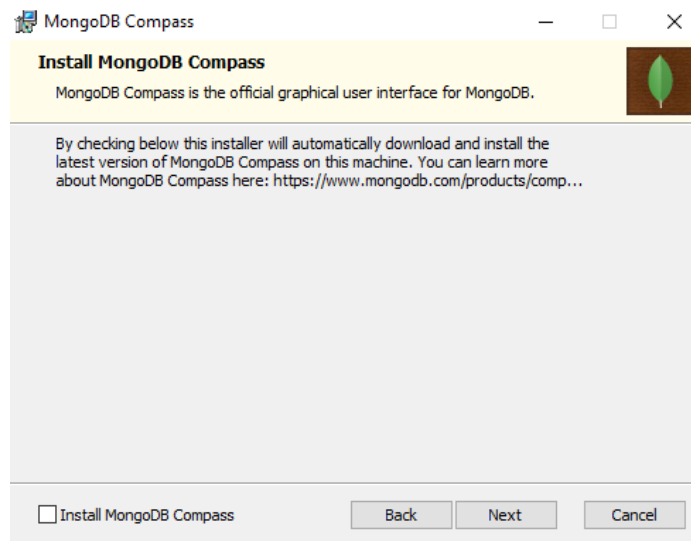 MongoDB Compass
Install MongoDB Compass
MongoDB Compass is the official graphical user interface for MongoDB.
By checking below this installer will automatically download and install the
latest version of MongoDB Compass on this machine. You can learn more
about MongoDB Compass here: https://www.mongodb.com/products/comp...
Install MongoDB Compass
Back
Next
Cancel